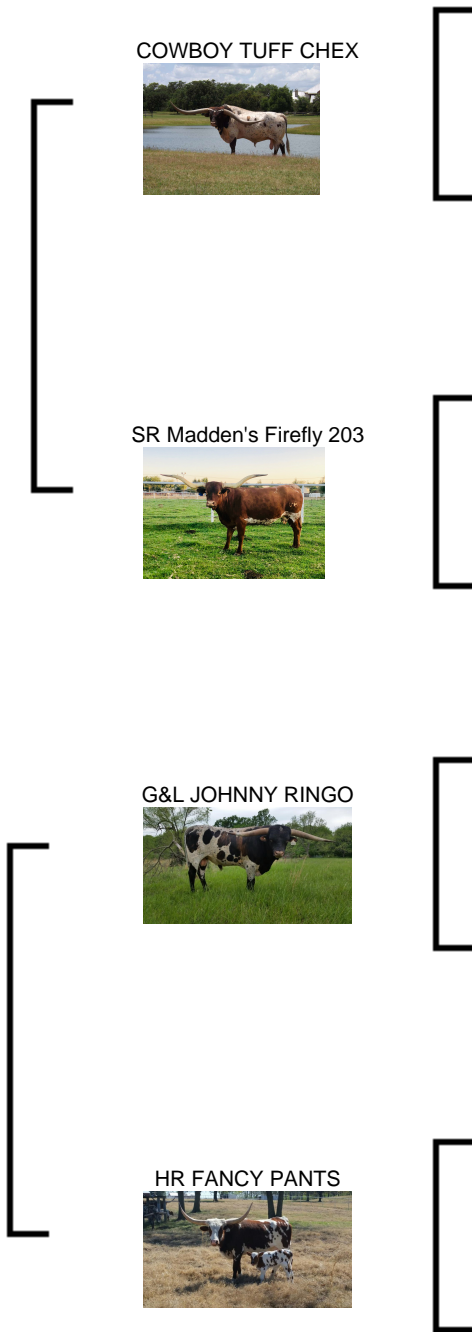 COWBOY TUFF CHEX
SR Madden's Firefly 203
G&L JOHNNY RINGO
HR FANCY PANTS